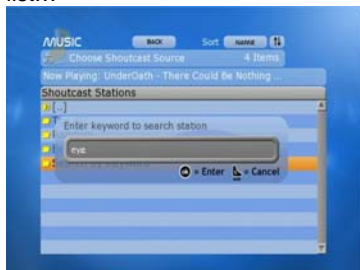 MUSIC BACK Sort NAME
Choose Shoutcast Source 4 Items
Now Playing: UnderOath - There Could Be Nothing ...
Shoutcast Stations
[..]
Enter keyword to search station
eye
= Enter = Cancel